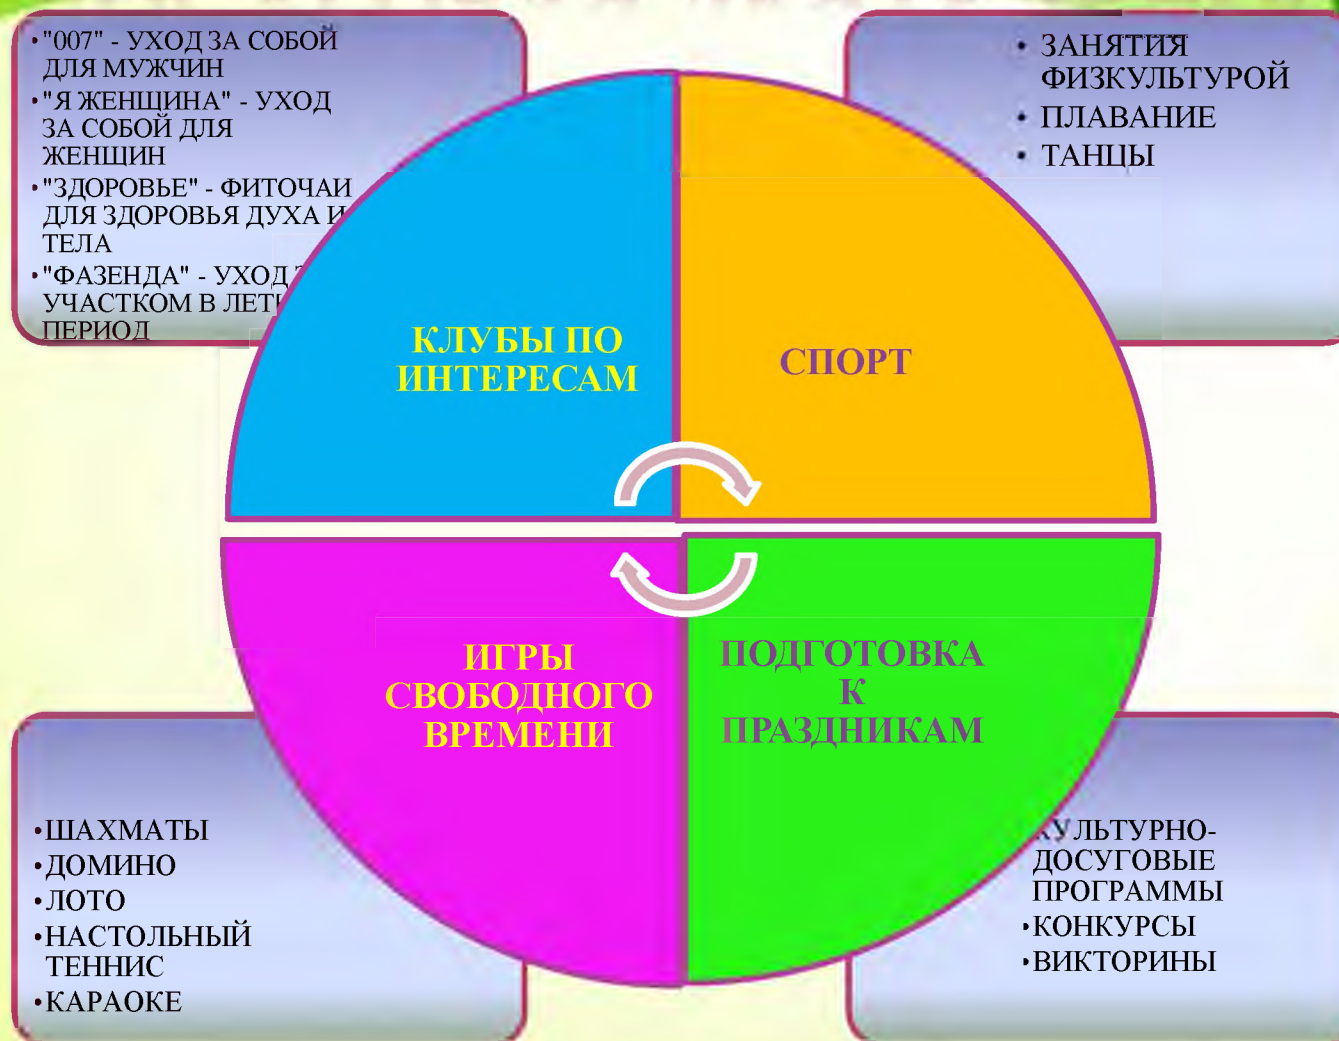 •"007" - УХОД ЗА СОБОЙ
ДЛЯ МУЖЧИН
•"Я ЖЕНЩИНА" - УХОД
ЗА СОБОЙ ДЛЯ
ЖЕНЩИН
•"ЗДОРОВЬЕ" - ФИТОЧАИ
ДЛЯ ЗДОРОВЬЯ ДУХА И
ТЕЛА
•"ФАЗЕНДА" - УХОД
УЧАСТКОМ В
ПЕРИОД
• ЗАНЯТИЯ
ФИЗКУЛЬТУРОЙ
• ПЛАВАНИЕ
• ТАНЦЫ
КЛУБЫ ПО
ИНТЕРЕСАМ
СПОРТ
ИГРЫ
СВОБОДНОГО
ВРЕМЕНИ
ПОДГОТОВКА
К
ПРАЗДНИКАМ
•ШАХМАТЫ
•ДОМИНО
•ЛОТО
•НАСТОЛЬНЫЙ
ТЕННИС
•КАРАОКЕ
КУЛЬТУРНО-
ДОСУГОВЫЕ
ПРОГРАММЫ
•КОНКУРСЫ
•ВИКТОРИНЫ